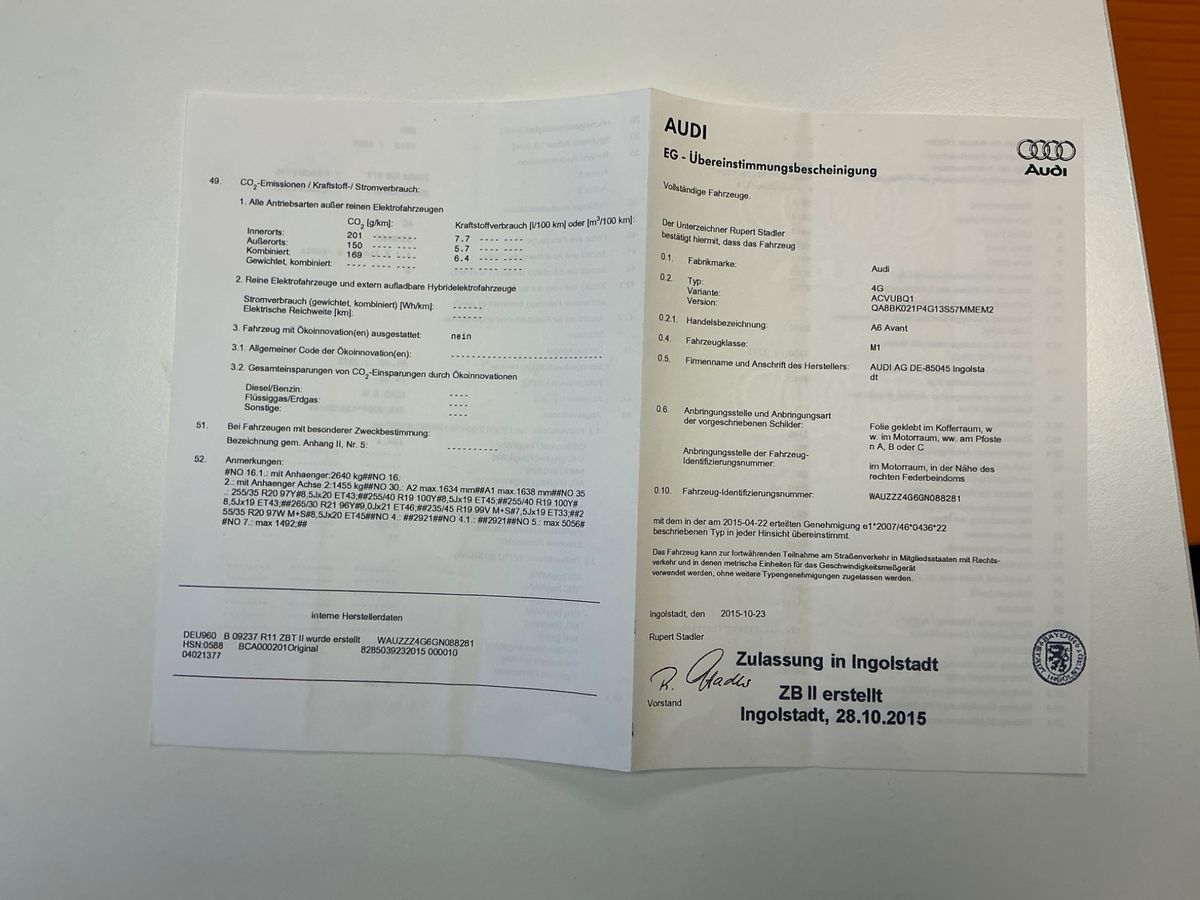 49. CO2-Emissionen / Kraftstoff-/ Stromverbrauch:
1. Alle Antriebsarten außer reinen Elektrofahrzeugen
CO2 [g/km]: Kraftstoffverbrauch [l/100 km] oder [m3/100 km]:
Innerorts: 201 ---- ---- 7.7 ---- ----
Außerorts: 150 ---- ---- 5.7 ---- ----
Kombiniert: 169 ---- ---- 6.4 ---- ----
Gewichtet, kombiniert: ---- ---- ---- ---- ---- ----
2. Reine Elektrofahrzeuge und extern aufladbare Hybridelektrofahrzeuge
Stromverbrauch (gewichtet, kombiniert) [Wh/km]: ------
Elektrische Reichweite [km]: ------
3. Fahrzeug mit Ökoinnovation(en) ausgestattet: nein
3.1. Allgemeiner Code der Ökoinnovation(en): ------------------------------
3.2. Gesamteinsparungen von CO2-Einsparungen durch Ökoinnovationen
Diesel/Benzin: ----
Flüssiggas/Erdgas: ----
Sonstige: ----
51. Bei Fahrzeugen mit besonderer Zweckbestimmung:
Bezeichnung gem. Anhang II, Nr. 5: ----------
52. Anmerkungen:
#NO 16.1.: mit Anhaenger:2640 kg##NO 16.
2.: mit Anhaenger Achse 2:1455 kg##NO 30.: A2 max.1634 mm##A1 max.1638 mm##NO 35
.: 255/35 R20 97Y#8,5Jx20 ET43;##255/40 R19 100Y#8,5Jx19 ET45;##255/40 R19 100Y#
8,5Jx19 ET43;##265/30 R21 96Y#9,0Jx21 ET46;##235/45 R19 99V M+S#7,5Jx19 ET33;##2
55/35 R20 97W M+S#8,5Jx20 ET45##NO 4.: ##2921##NO 4.1.: ##2921##NO 5.: max 5056#
#NO 7.: max 1492;##
Interne Herstellerdaten
DEU960 B 09237 R11 ZBT II wurde erstellt WAUZZZ4G6GN088281
HSN:0588 BCA000201Original 8285039232015 000010
04021377
AUDI
Audi
EG - Übereinstimmungsbescheinigung
Vollständige Fahrzeuge.
Der Unterzeichner Rupert Stadler
bestätigt hiermit, dass das Fahrzeug
0.1. Fabrikmarke: Audi
0.2. Typ: 4G
Variante: ACVUBQ1
Version: QA8BK021P4G13S57MMEM2
0.2.1. Handelsbezeichnung: A6 Avant
0.4. Fahrzeugklasse: M1
0.5. Firmenname und Anschrift des Herstellers: AUDI AG DE-85045 Ingolsta
dt
0.6. Anbringungsstelle und Anbringungsart
der vorgeschriebenen Schilder: Folie geklebt im Kofferraum, w
w. im Motorraum, ww. am Pfoste
n A, B oder C
Anbringungsstelle der Fahrzeug-
Identifizierungsnummer: im Motorraum, in der Nähe des
rechten Federbeindoms
0.10. Fahrzeug-Identifizierungsnummer: WAUZZZ4G6GN088281
mit dem in der am 2015-04-22 erteilten Genehmigung e1*2007/46*0436*22
beschriebenen Typ in jeder Hinsicht übereinstimmt.
Das Fahrzeug kann zur fortwährenden Teilnahme am Straßenverkehr in Mitgliedsstaaten mit Rechts-
verkehr und in denen metrische Einheiten für das Geschwindigkeitsmeßgerät
verwendet werden, ohne weitere Typengenehmigungen zugelassen werden.
Ingolstadt, den 2015-10-23
Rupert Stadler
R. Stadler
Vorstand
Zulassung in Ingolstadt
ZB II erstellt
Ingolstadt, 28.10.2015